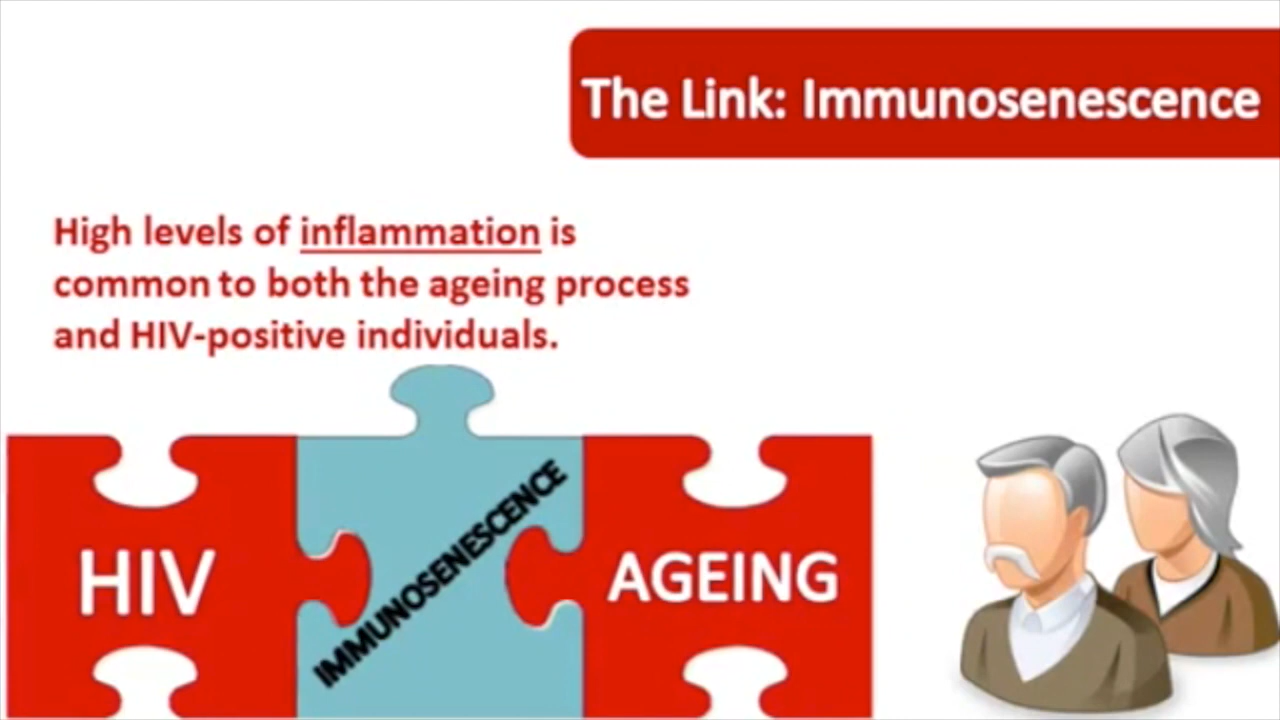 The Link: Immunosenescence
High levels of inflammation is
common to both the ageing process
and HIV-positive individuals.
HIV
IMMUNOSENESCENCE
AGEING